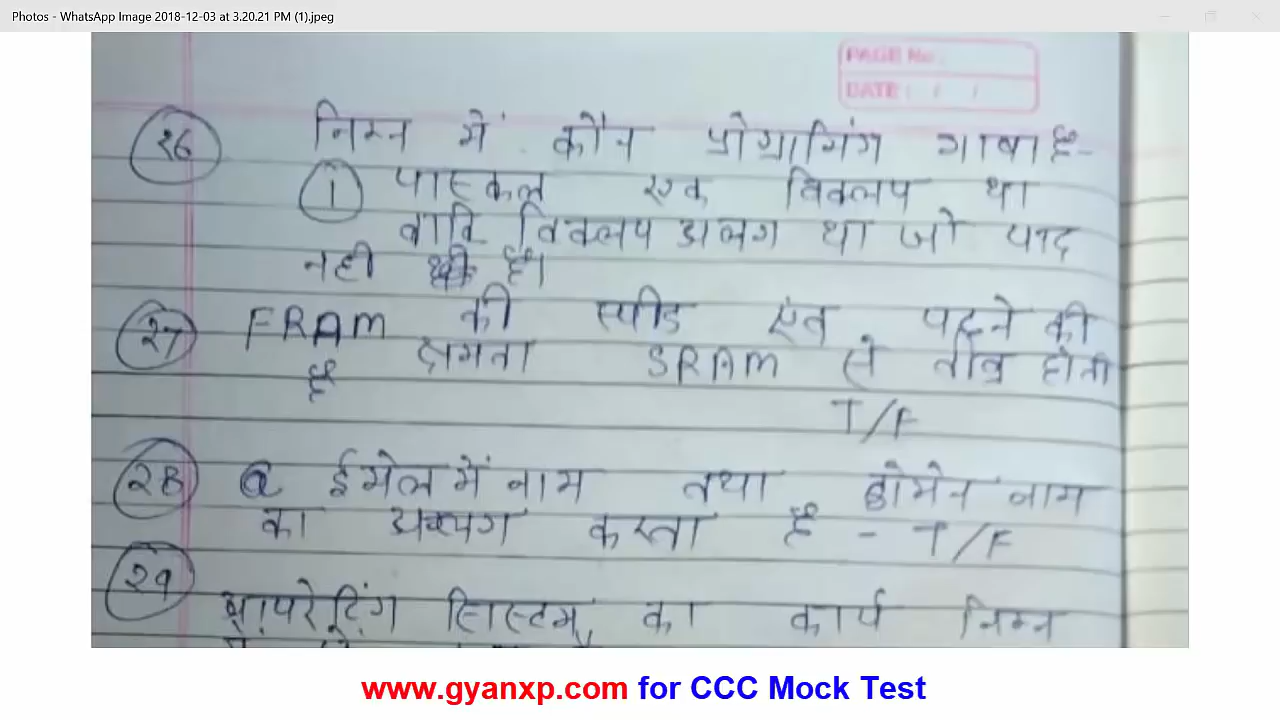 Photos - WhatsApp Image 2018-12-03 at 3.20.21 PM (1).jpeg
PAGE No.
DATE : / /
26 निम्न में कौन प्रोग्रामिंग भाषा है-
1 पास्कल एक विकल्प था
बाकि विकल्प अलग था जो याद
नही है।
27 FRAM की स्पीड एंव पढ़ने की
क्षमता SRAM से तीव्र होती
है
T/F
28 @ ईमेल में नाम तथा डोमेन नाम
का अलग करता है - T/F
29
आपरेटिंग सिस्टम का कार्य निम्न
www.gyanxp.com for CCC Mock Test